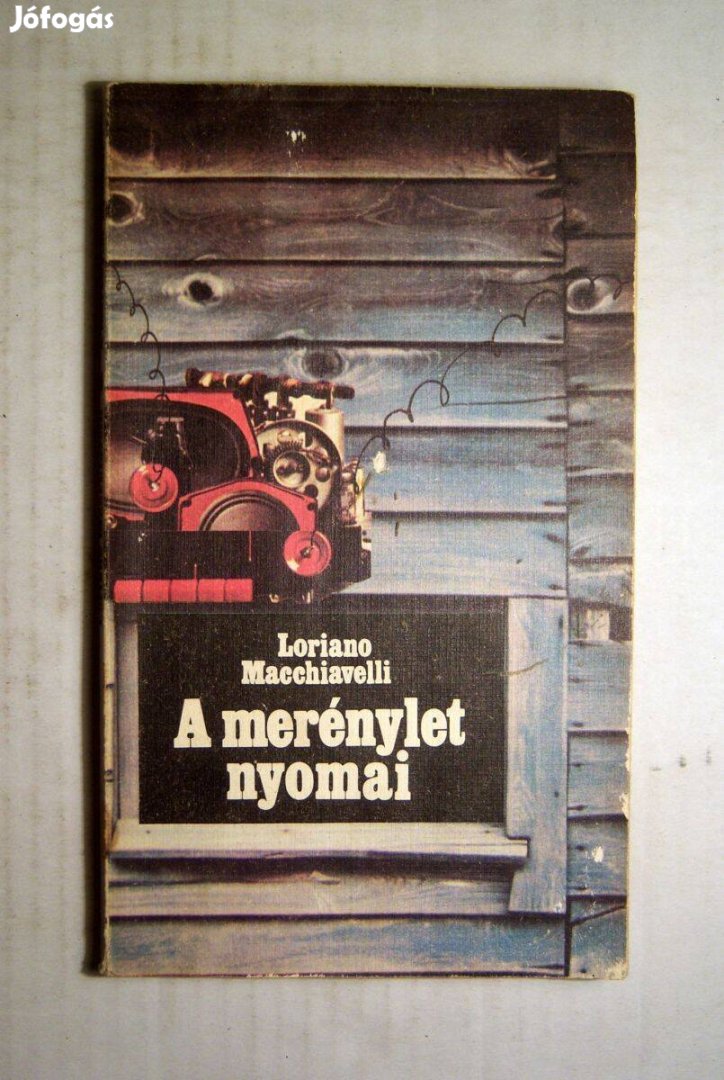 Jófogás
Loriano
Macchiavelli
A merénylet
nyomai